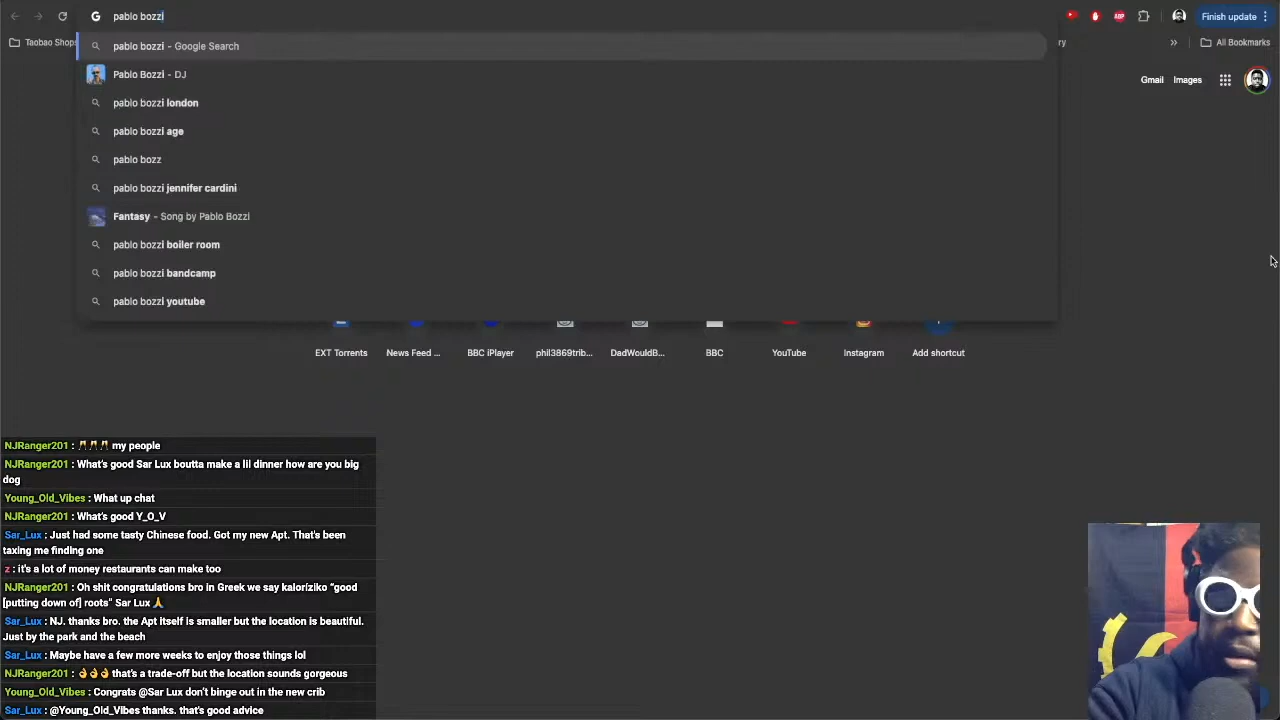 pablo bozzi
Finish update
Taobao Shops
ry
»
All Bookmarks
pablo bozzi - Google Search
Pablo Bozzi - DJ
pablo bozzi london
pablo bozzi age
pablo bozz
pablo bozzi jennifer cardini
Fantasy - Song by Pablo Bozzi
pablo bozzi boiler room
pablo bozzi bandcamp
pablo bozzi youtube
Gmail Images
EXT Torrents News Feed ... BBC iPlayer phil3869trib... DadWouldB... BBC YouTube Instagram Add shortcut
NJRanger201 : 🥂🥂🥂 my people
NJRanger201 : What's good Sar Lux boutta make a lil dinner how are you big
dog
Young_Old_Vibes : What up chat
NJRanger201 : What's good Y_O_V
Sar_Lux : Just had some tasty Chinese food. Got my new Apt. That's been
taxing me finding one
z : it's a lot of money restaurants can make too
NJRanger201 : Oh shit congratulations bro in Greek we say kaloríziko "good
[putting down of] roots" Sar Lux 🙏
Sar_Lux : NJ. thanks bro. the Apt itself is smaller but the location is beautiful.
Just by the park and the beach
Sar_Lux : Maybe have a few more weeks to enjoy those things lol
NJRanger201 : 👌👌👌 that's a trade-off but the location sounds gorgeous
Young_Old_Vibes : Congrats @Sar Lux don't binge out in the new crib
Sar_Lux : @Young_Old_Vibes thanks. that's good advice